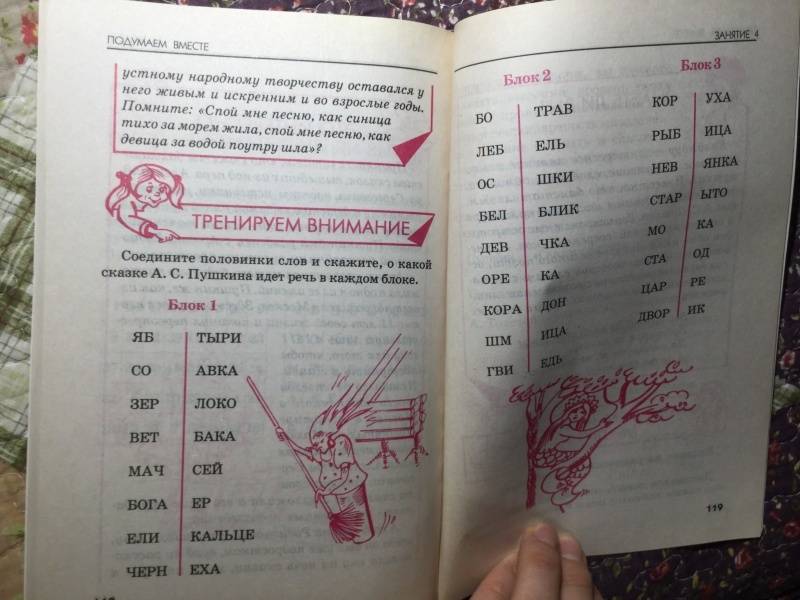 ПОДУМАЕМ ВМЕСТЕ
устному народному творчеству оставался у
него живым и искренним и во взрослые годы.
Помните: «Спой мне песню, как синица
тихо за морем жила, спой мне песню, как
девица за водой поутру шла»?
ТРЕНИРУЕМ ВНИМАНИЕ
Соедините половинки слов и скажите, о какой
сказке А. С. Пушкина идет речь в каждом блоке.
Блок 1
ЯБ ТЫРИ
СО АВКА
ЗЕР ЛОКО
ВЕТ БАКА
МАЧ СЕЙ
БОГА ЕР
ЕЛИ КАЛЬЦЕ
ЧЕРН ЕХА
ЗАНЯТИЕ 4
Блок 2
БО ТРАВ
ЛЕБ ЕЛЬ
ОС ШКИ
БЕЛ БЛИК
ДЕВ ЧКА
ОРЕ КА
КОРА ДОН
ШМ ИЦА
ГВИ ЕДЬ
Блок 3
КОР УХА
РЫБ ИЦА
НЕВ ЯНКА
СТАР ЫТО
МО КА
СТА ОД
ЦАР РЕ
ДВОР ИК
119